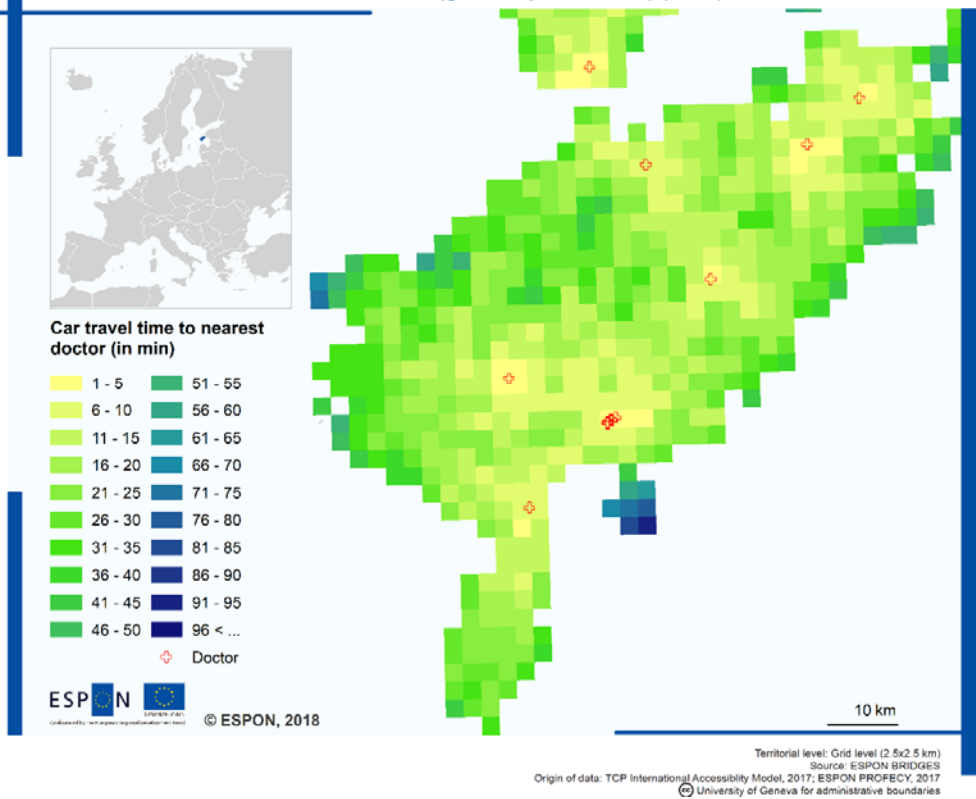 Car travel time to nearest
doctor (in min)
1 - 5
6 - 10
11 - 15
16 - 20
21 - 25
26 - 30
31 - 35
36 - 40
41 - 45
46 - 50
51 - 55
56 - 60
61 - 65
66 - 70
71 - 75
76 - 80
81 - 85
86 - 90
91 - 95
96 < ...
Doctor
ESPON
© ESPON, 2018
10 km
Territorial level: Grid level (2.5x2.5 km)
Source: ESPON BRIDGES
Origin of data: TCP International Accessiblity Model, 2017; ESPON PROFECY, 2017
(cc) University of Geneva for administrative boundaries